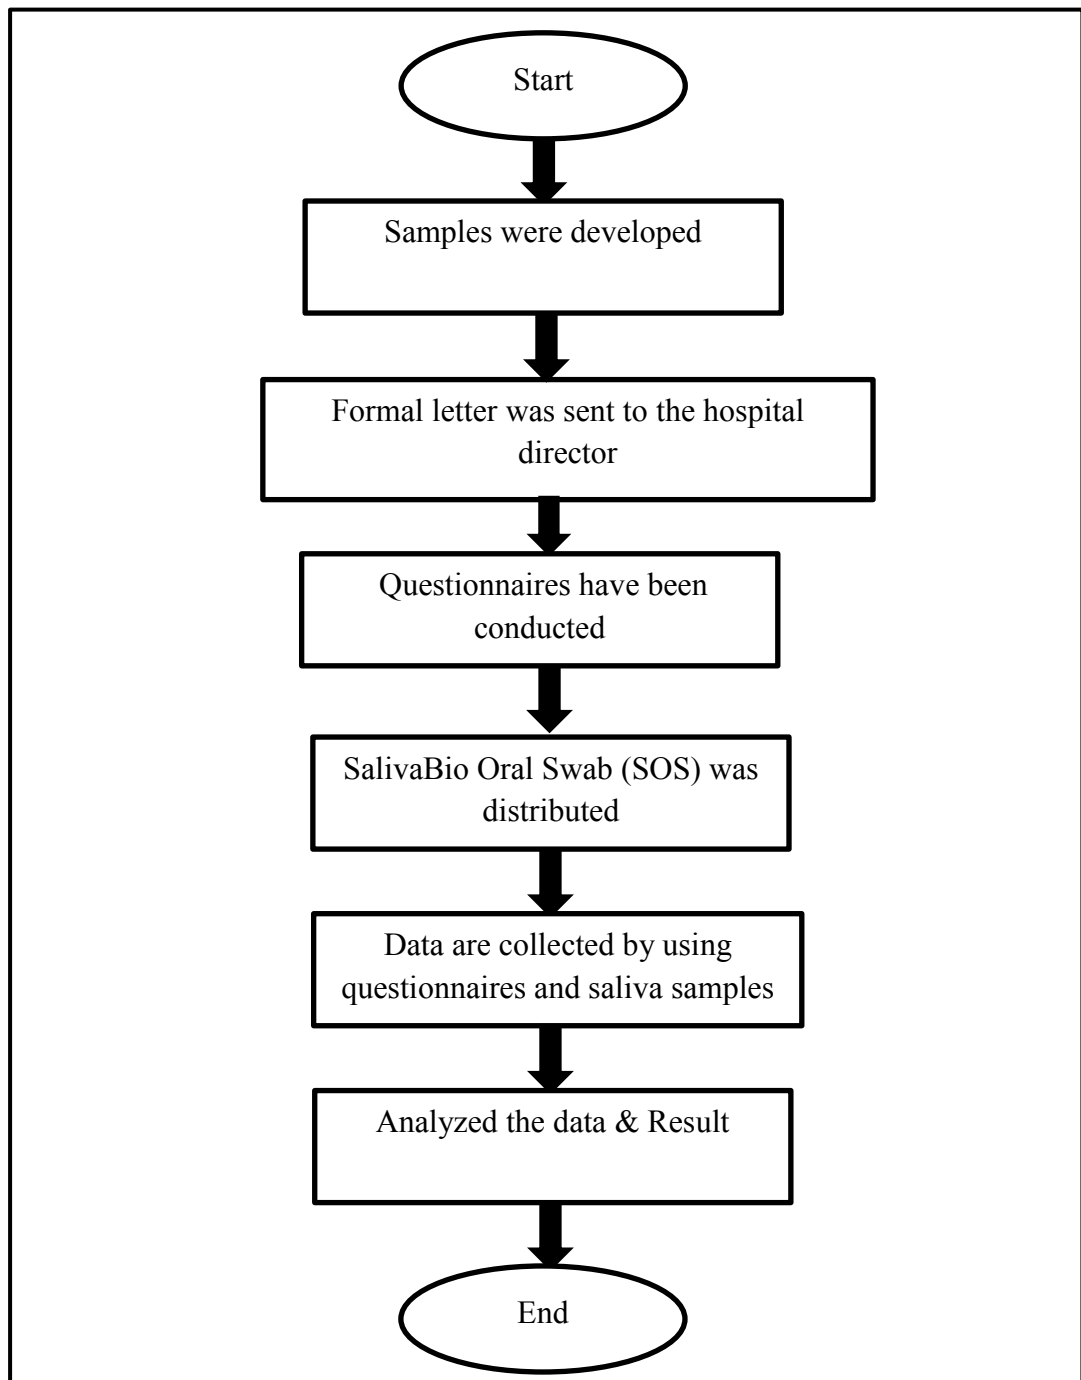 Start
Samples were developed
Formal letter was sent to the hospital
director
Questionnaires have been
conducted
SalivaBio Oral Swab (SOS) was
distributed
Data are collected by using
questionnaires and saliva samples
Analyzed the data & Result
End